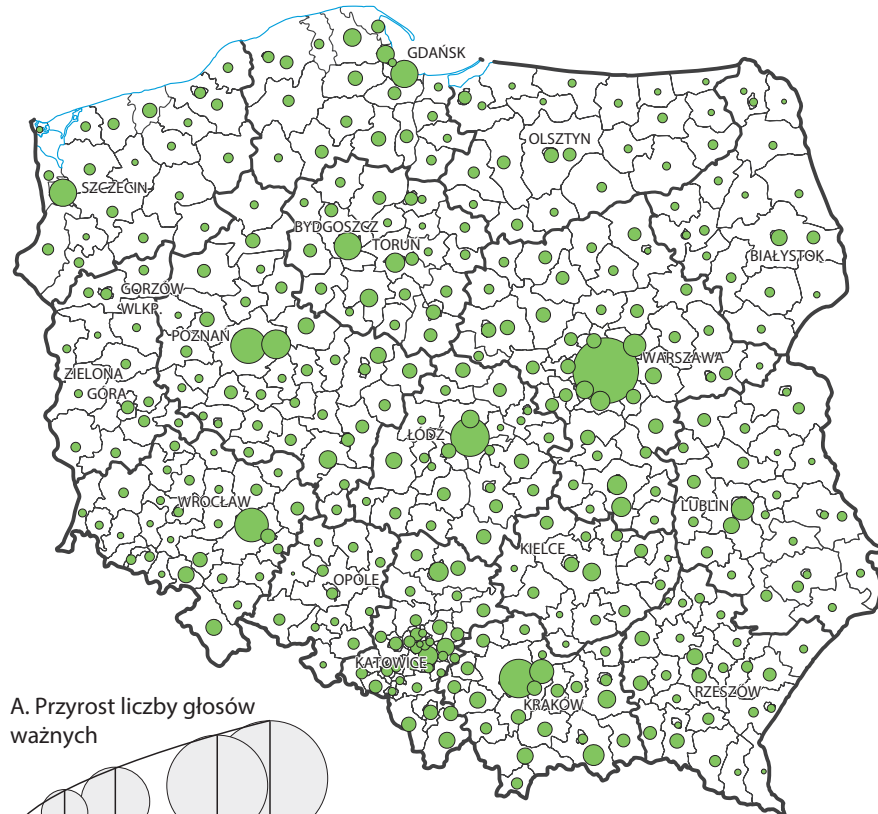 GDAŃSK
OLSZTYN
SZCZECIN
BYDGOSZCZ
TORUŃ
BIAŁYSTOK
GORZÓW
WLKP.
POZNAŃ
WARSZAWA
ZIELONA
GÓRA
ŁÓDŹ
WROCŁAW
LUBLIN
KIELCE
OPOLE
KATOWICE
RZESZÓW
KRAKÓW
A. Przyrost liczby głosów
ważnych